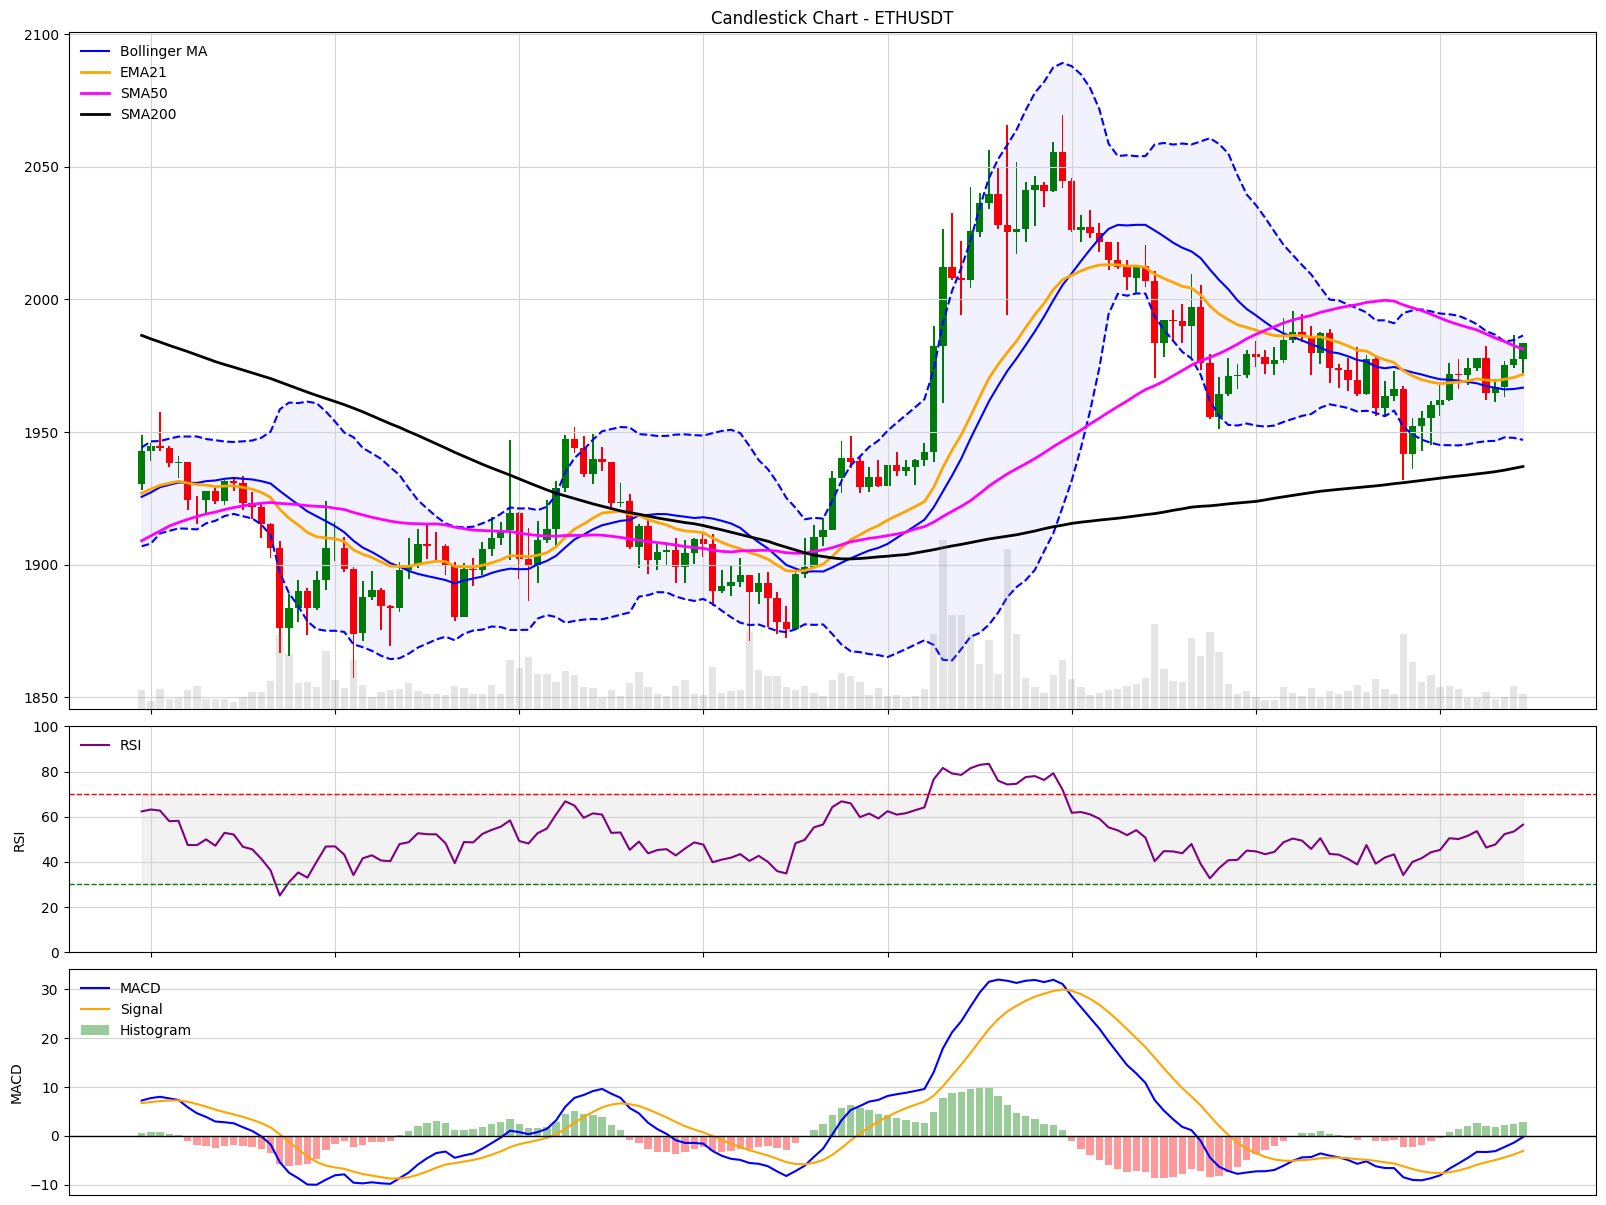 Candlestick Chart - ETHUSDT
2100
2050
2000
1950
1900
1850
Bollinger MA
EMA21
SMA50
SMA200
100
80
60
40
20
0
RSI
RSI
30
20
10
0
−10
MACD
MACD
Signal
Histogram